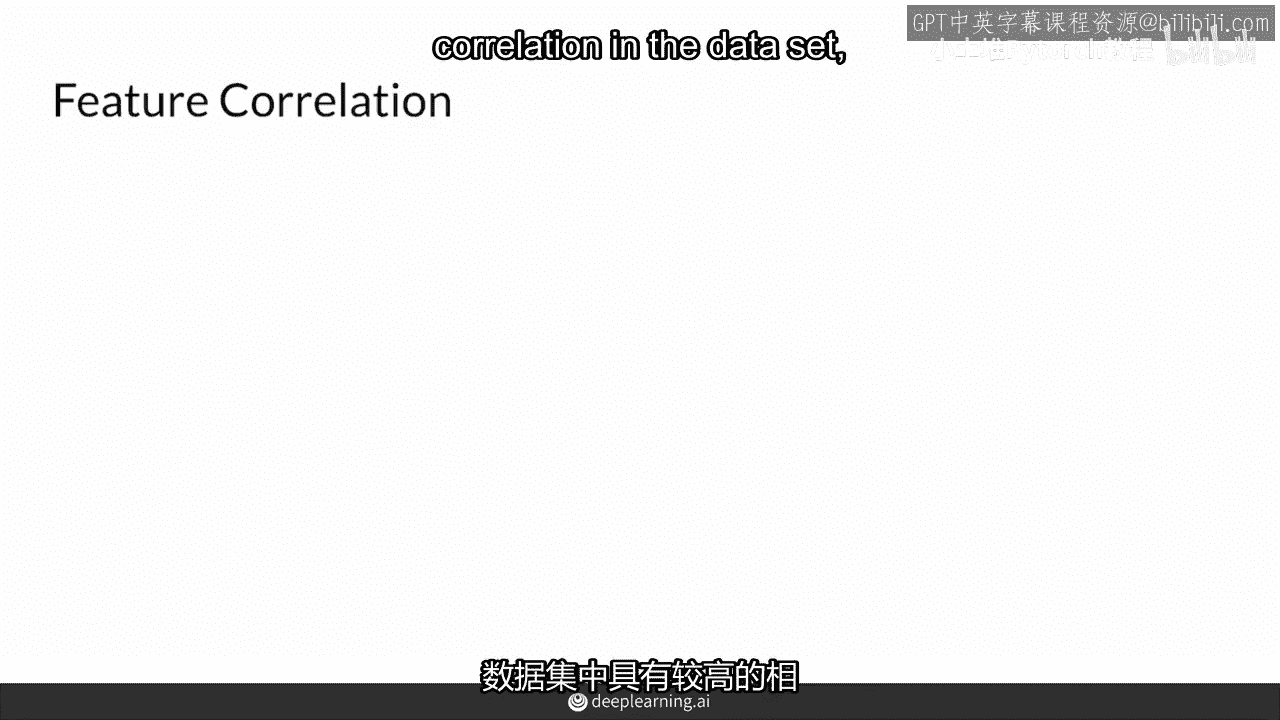 GPT中英字幕课程资源@bilibili.com
correlation in the data set,
Feature Correlation
数据集中具有较高的相
deeplearning.ai